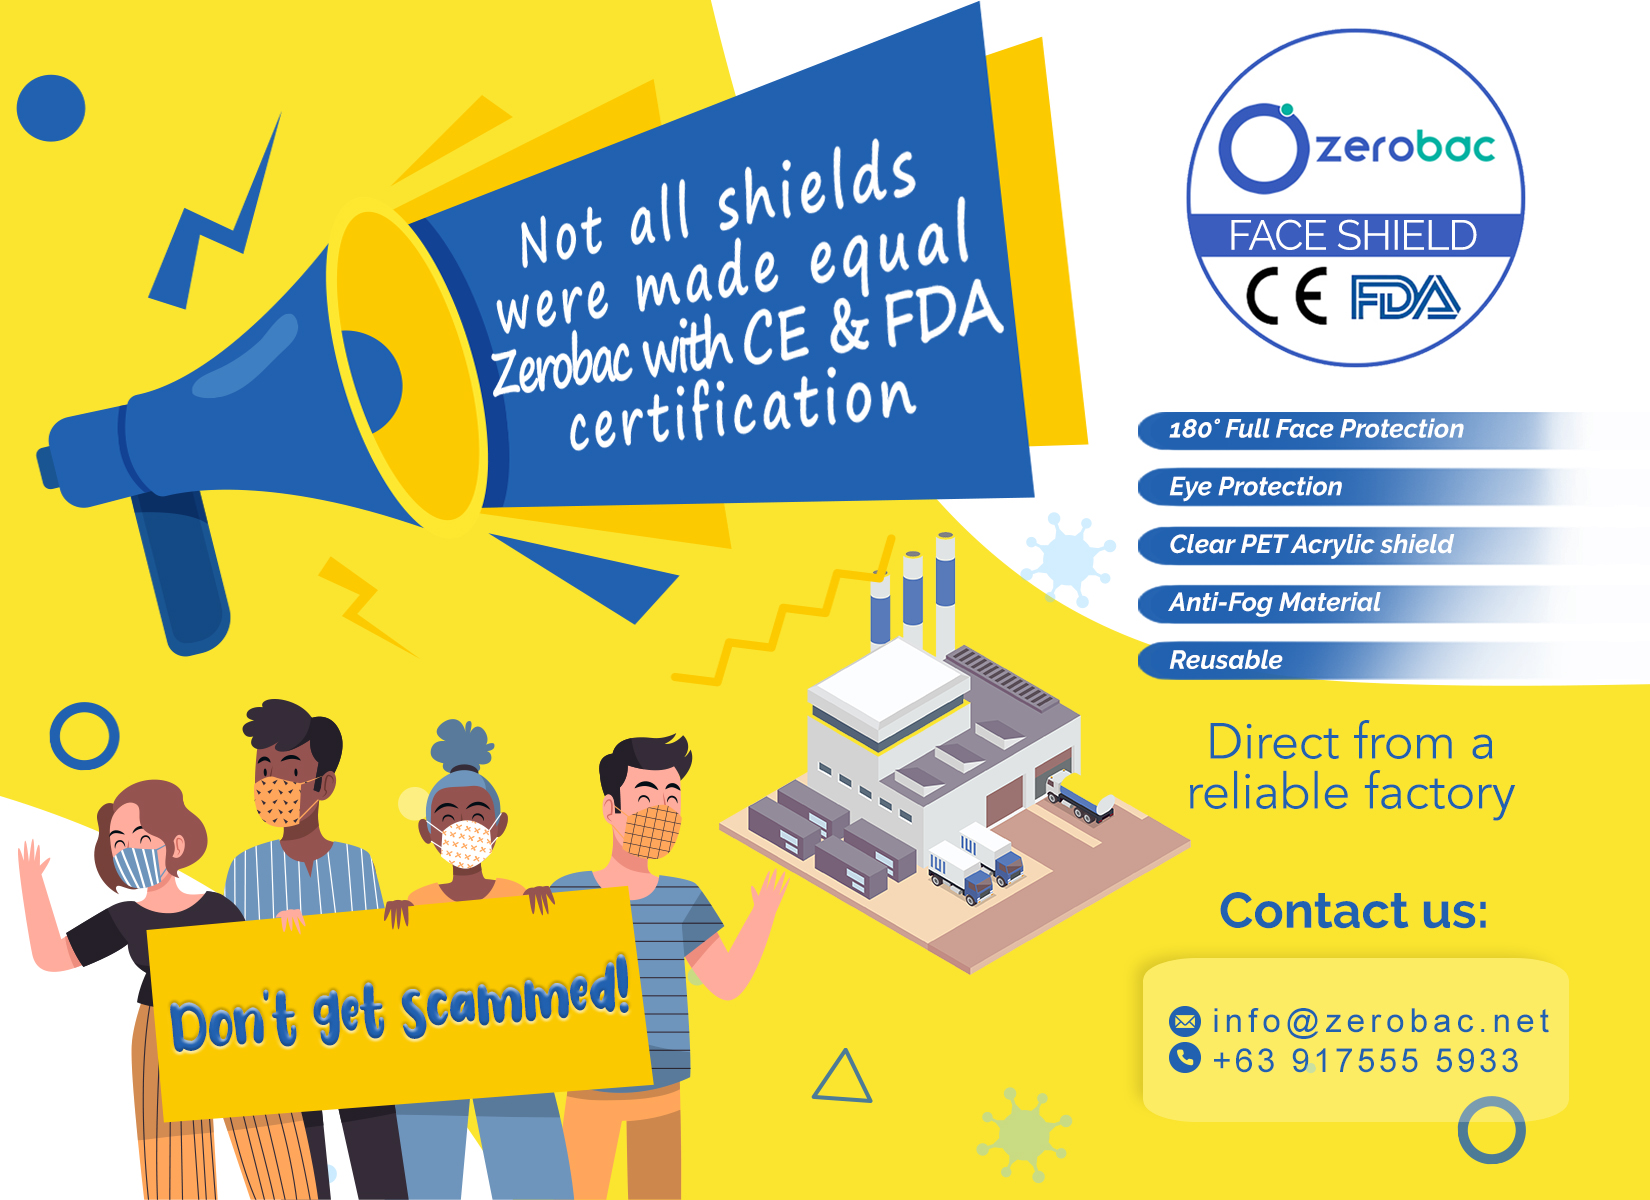 Not all shields
were made equal
Zerobac with CE & FDA
certification
zerobac
FACE SHIELD
CE FDA
180° Full Face Protection
Eye Protection
Clear PET Acrylic shield
Anti-Fog Material
Reusable
Direct from a
reliable factory
Contact us:
info@zerobac.net
+63 917555 5933
Don't get scammed!